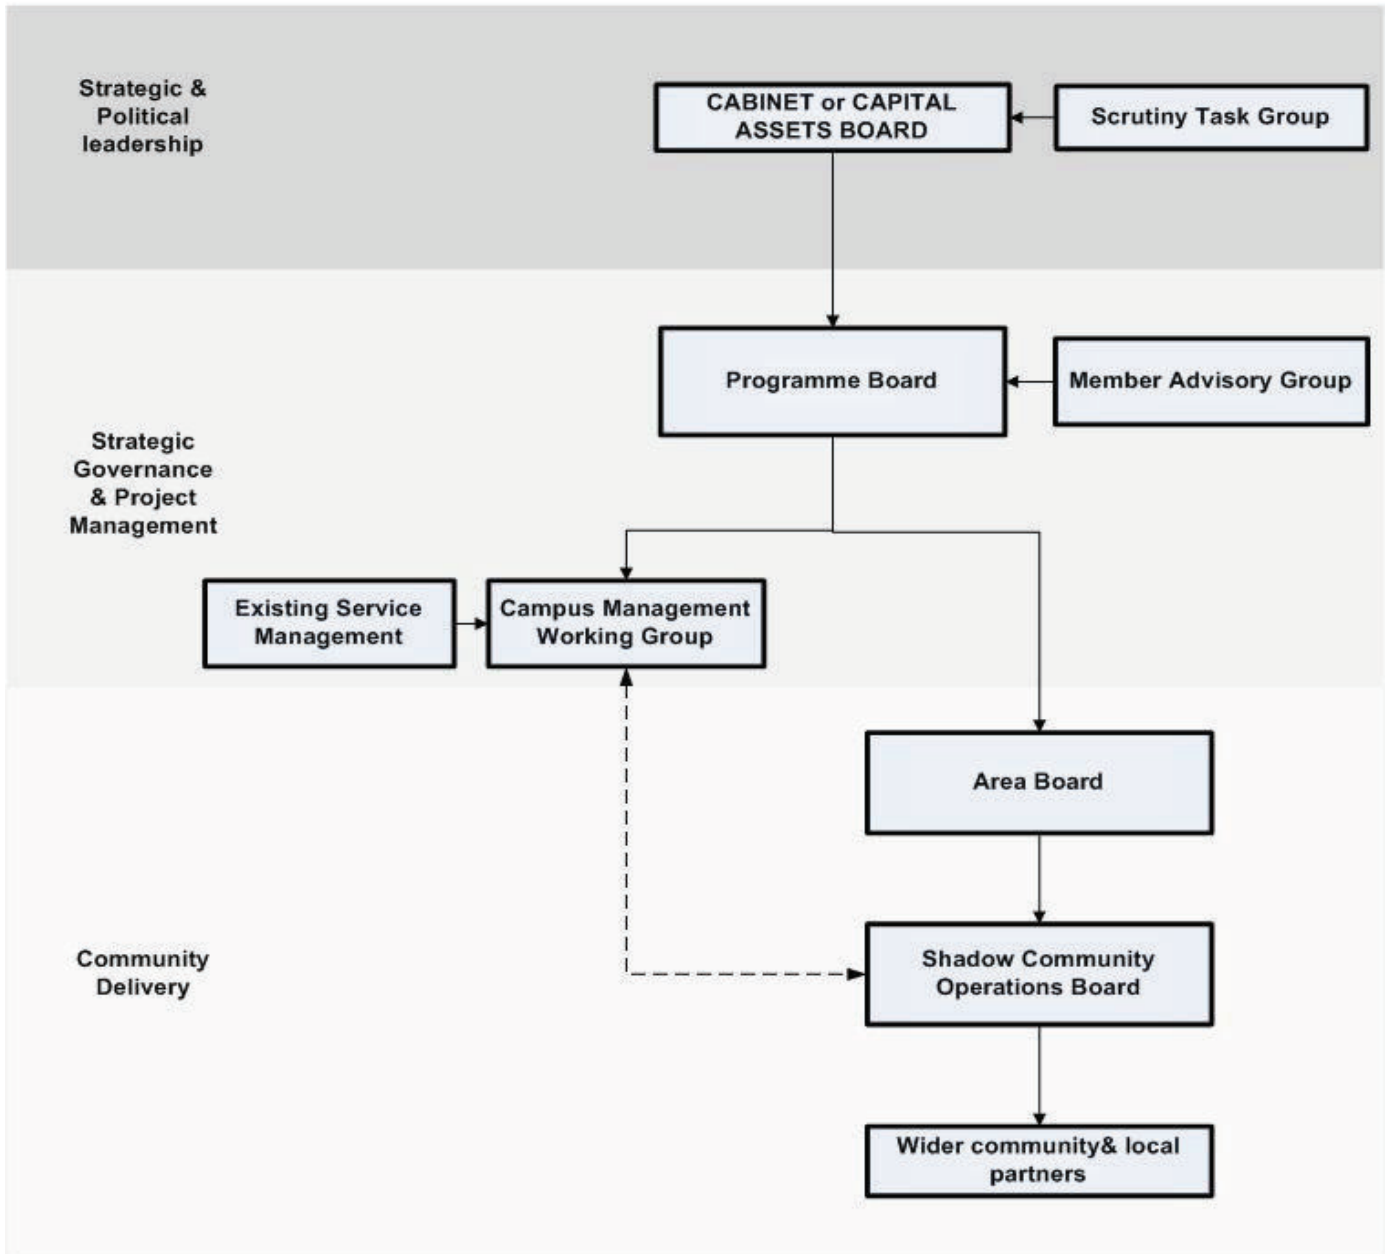 Strategic &
Political
leadership
CABINET or CAPITAL
ASSETS BOARD
Scrutiny Task Group
Programme Board
Member Advisory Group
Strategic
Governance
& Project
Management
Existing Service
Management
Campus Management
Working Group
Area Board
Community
Delivery
Shadow Community
Operations Board
Wider community& local
partners